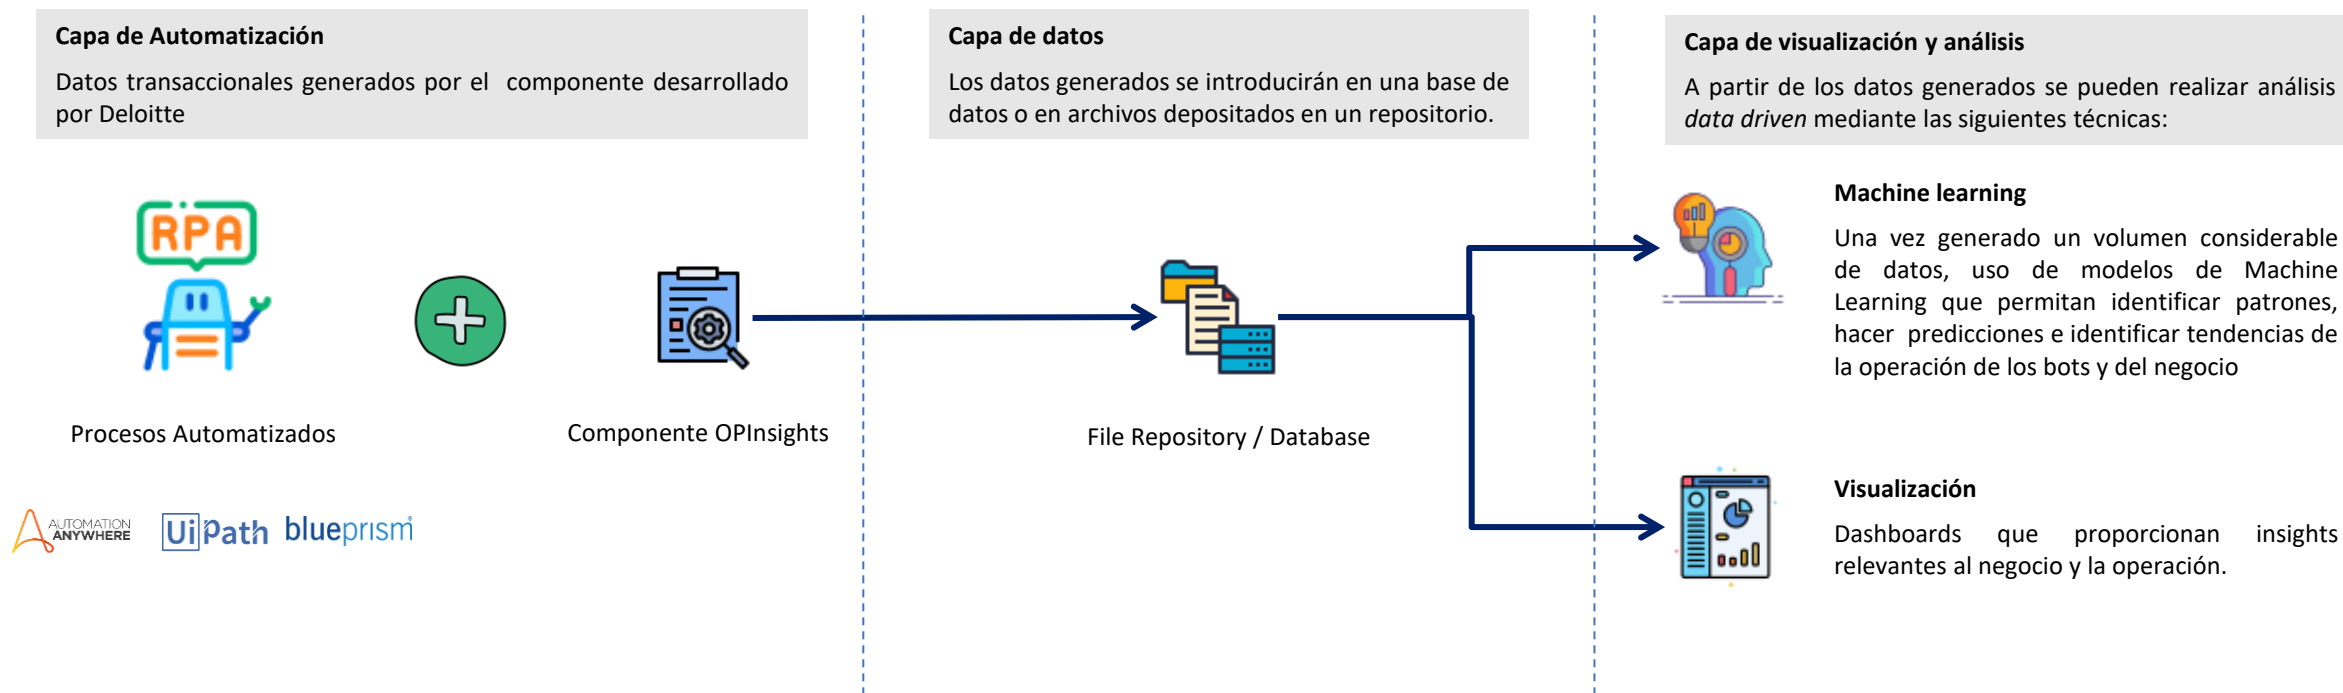 Capa de Automatización
Datos transaccionales generados por el componente desarrollado
por Deloitte
RPA
Procesos Automatizados
Componente OPInsights
AUTOMATION
ANYWHERE
UiPath
blueprism
Capa de datos
Los datos generados se introducirán en una base de
datos o en archivos depositados en un repositorio.
File Repository / Database
Capa de visualización y análisis
A partir de los datos generados se pueden realizar análisis
data driven mediante las siguientes técnicas:
Machine learning
Una vez generado un volumen considerable
de datos, uso de modelos de Machine
Learning que permitan identificar patrones,
hacer predicciones e identificar tendencias de
la operación de los bots y del negocio
Visualización
Dashboards que proporcionan insights
relevantes al negocio y la operación.